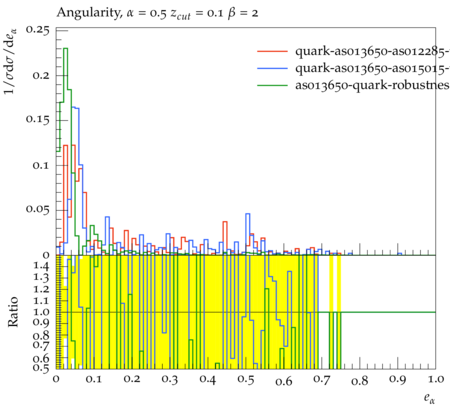 Angularity, α = 0.5 z_cut = 0.1 β = 2
1/σdσ/de_α
0.25
0.2
0.15
0.1
0.05
0
quark-as013650-as012285-
quark-as013650-as015015-
as013650-quark-robustnes
Ratio
1.4
1.3
1.2
1.1
1.0
0.9
0.8
0.7
0.6
0.5
0 0.1 0.2 0.3 0.4 0.5 0.6 0.7 0.8 0.9 1.0
e_α